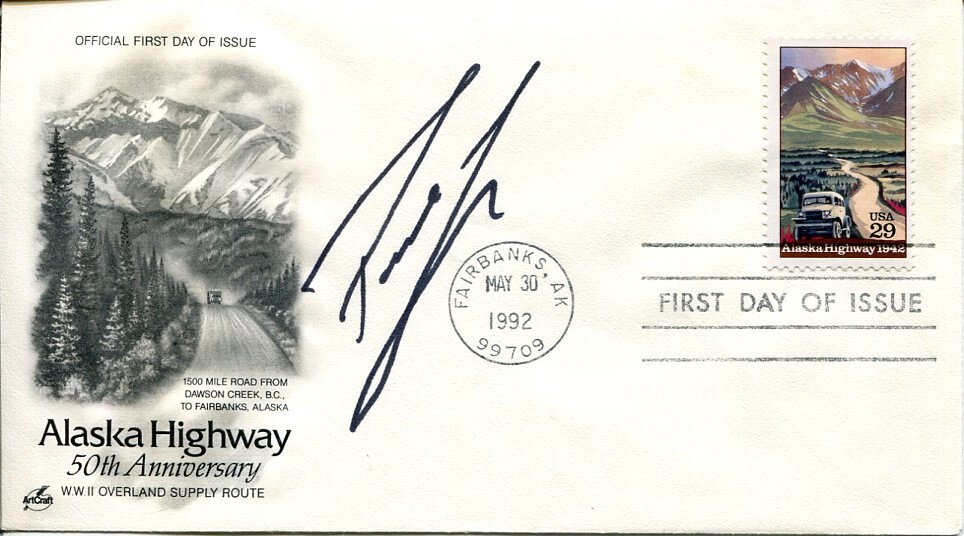 OFFICIAL FIRST DAY OF ISSUE
USA
29
Alaska Highway 1942
FAIRBANKS, AK
MAY 30
1992
99709
FIRST DAY OF ISSUE
1500 MILE ROAD FROM
DAWSON CREEK, B.C.,
TO FAIRBANKS, ALASKA
Alaska Highway
50th Anniversary
W.W.II OVERLAND SUPPLY ROUTE
ArtCraft